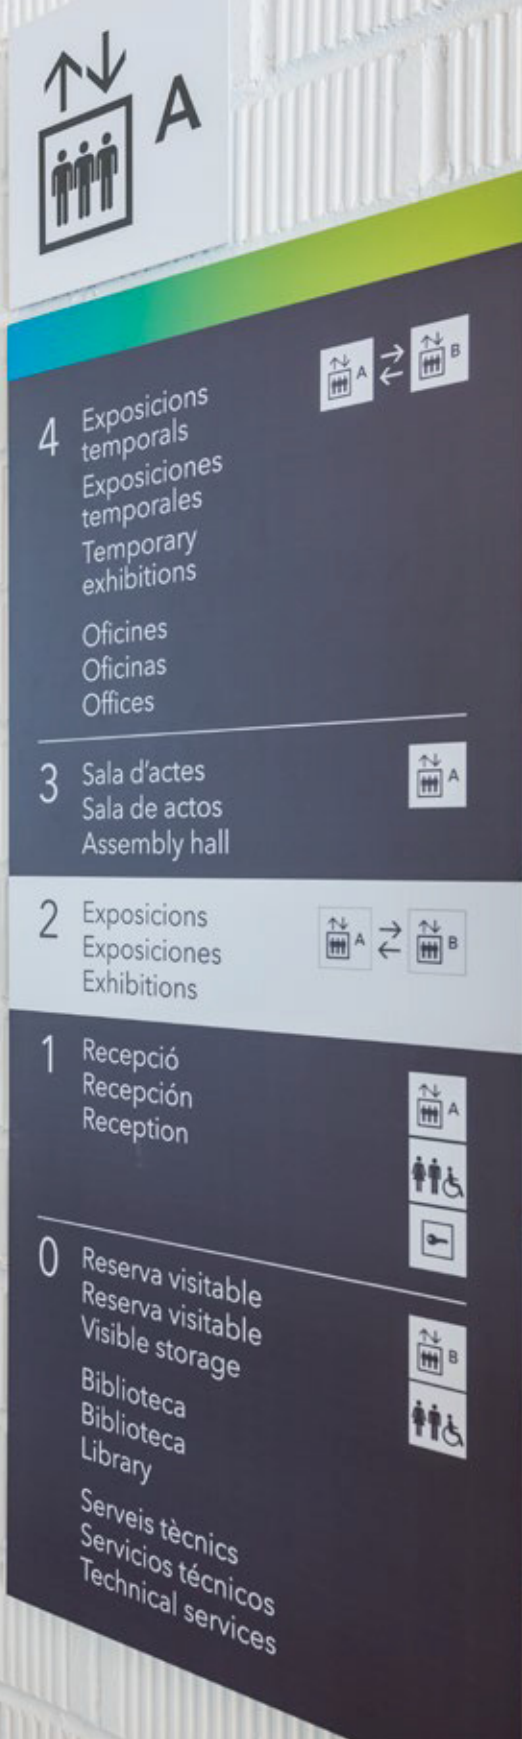 A
4 Exposicions
temporals
Exposiciones
temporales
Temporary
exhibitions
A B
Oficines
Oficinas
Offices
3 Sala d'actes
Sala de actos
Assembly hall
A
2 Exposicions
Exposiciones
Exhibitions
A B
1 Recepció
Recepción
Reception
A
0 Reserva visitable
Reserva visitable
Visible storage
B
Biblioteca
Biblioteca
Library
Serveis tècnics
Servicios técnicos
Technical services